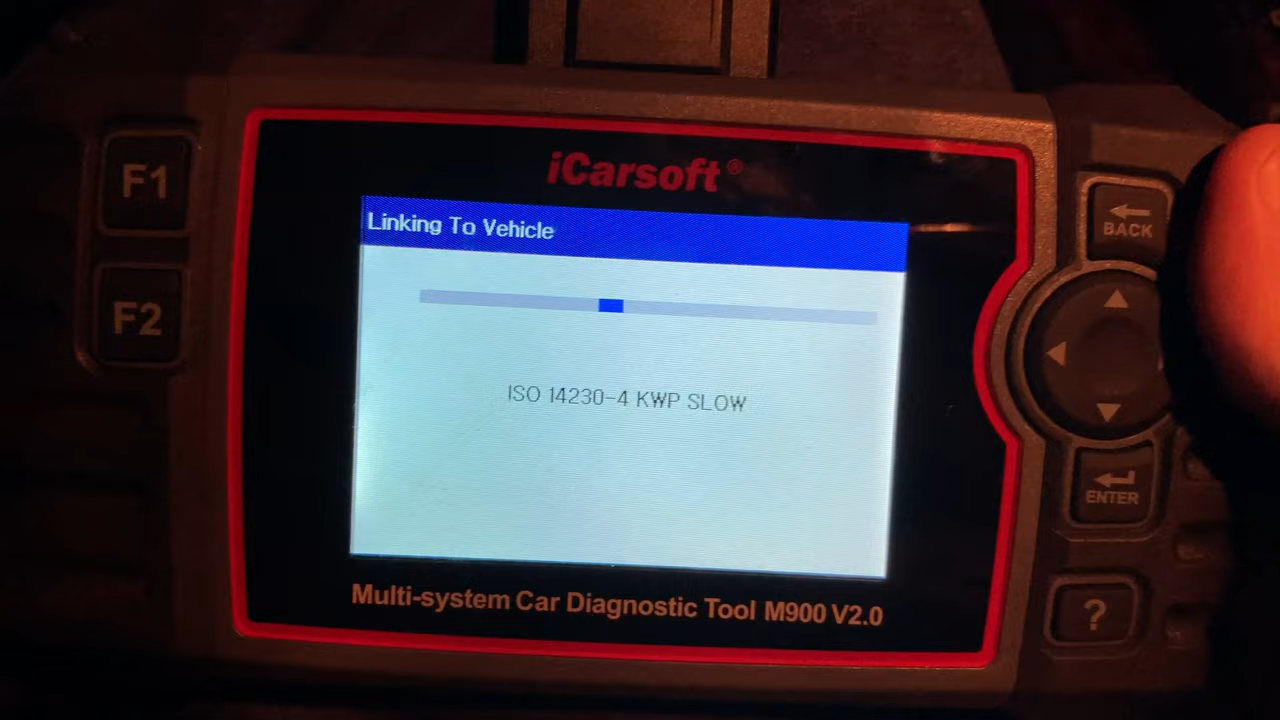 iCarsoft®
F1
Linking To Vehicle
BACK
F2
ISO 14230-4 KWP SLOW
ENTER
Multi-system Car Diagnostic Tool M900 V2.0
?